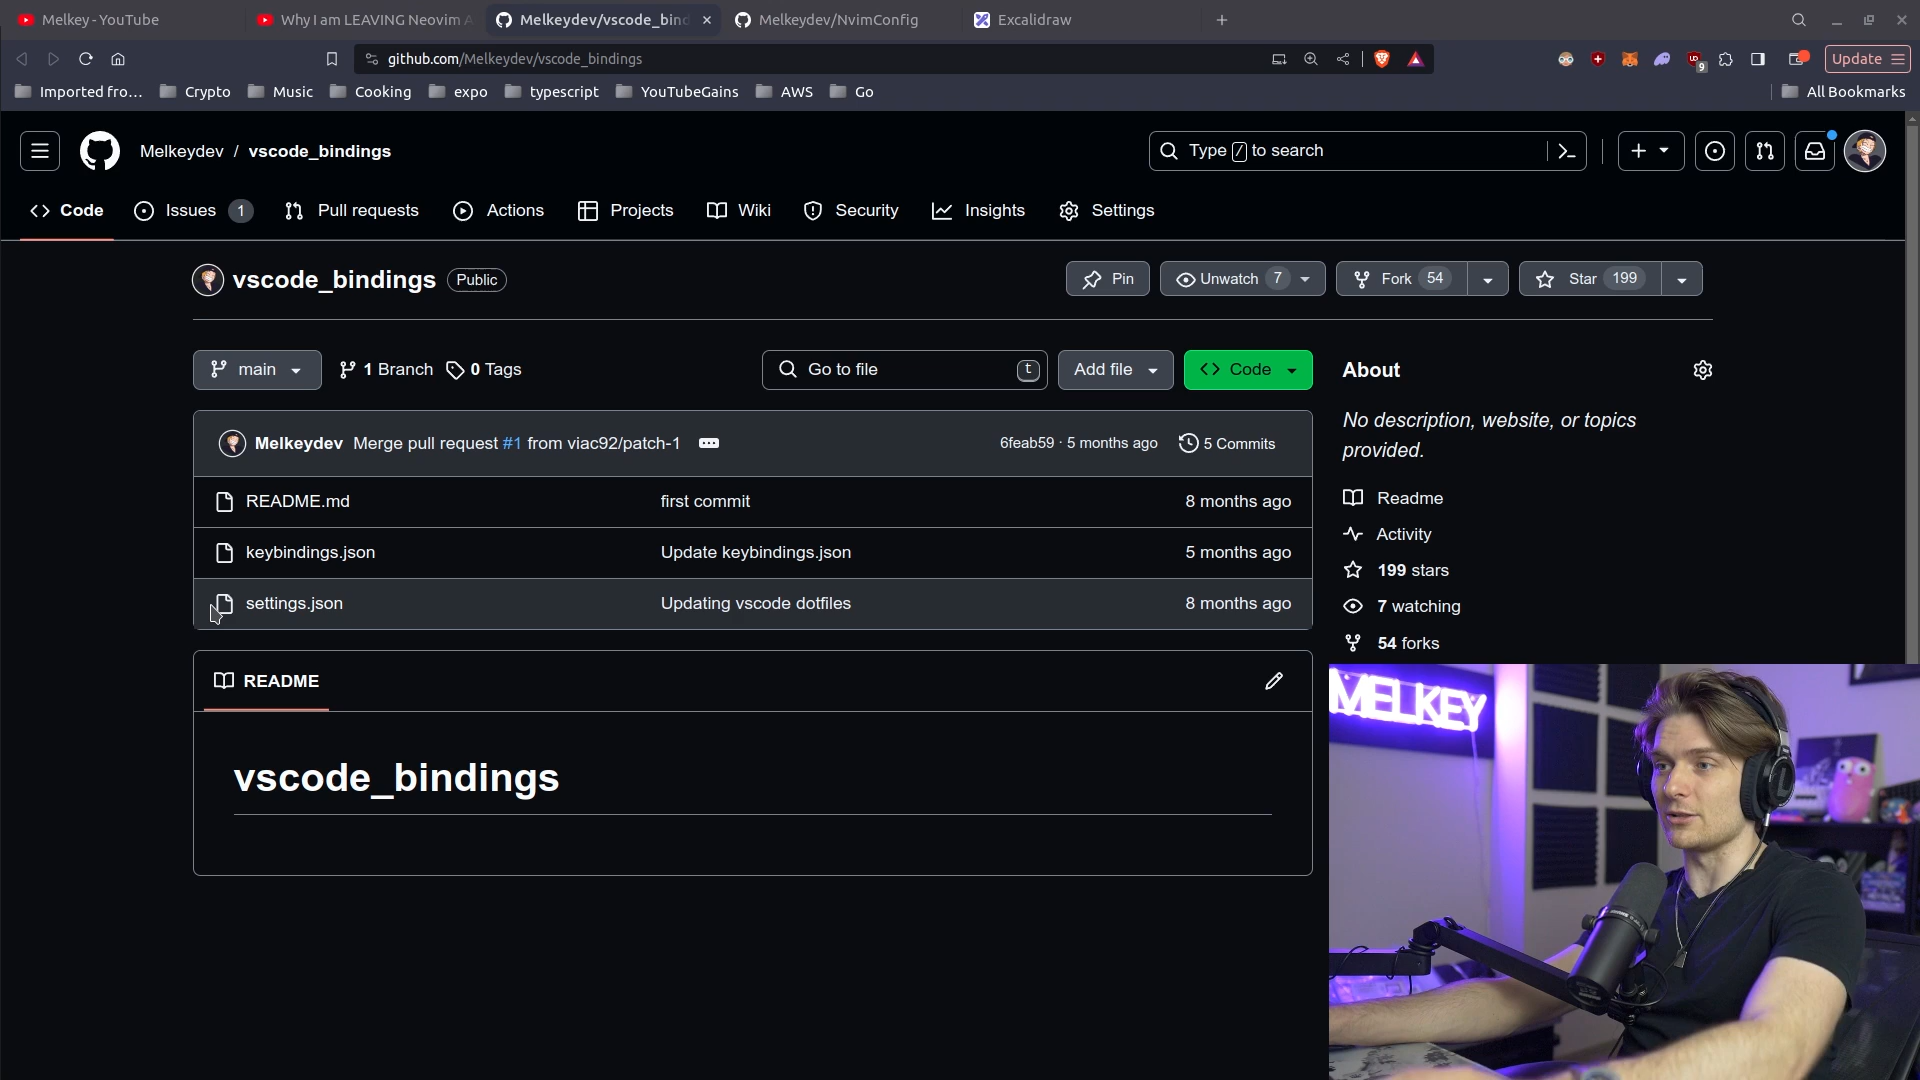 Melkey - YouTube
Why I am LEAVING Neovim A
Melkeydev/vscode_bind
Melkeydev/NvimConfig
Excalidraw
github.com/Melkeydev/vscode_bindings
9
Update
Imported fro...
Crypto
Music
Cooking
expo
typescript
YouTubeGains
AWS
Go
All Bookmarks
Melkeydev / vscode_bindings
Type / to search
Code
Issues 1
Pull requests
Actions
Projects
Wiki
Security
Insights
Settings
vscode_bindings Public
Pin
Unwatch 7
Fork 54
Star 199
main
1 Branch
0 Tags
Go to file t
Add file
Code
About
No description, website, or topics
provided.
Melkeydev Merge pull request #1 from viac92/patch-1
6feab59 · 5 months ago
5 Commits
README.md first commit 8 months ago
keybindings.json Update keybindings.json 5 months ago
settings.json Updating vscode dotfiles 8 months ago
Readme
Activity
199 stars
7 watching
54 forks
README
vscode_bindings
MELKEY